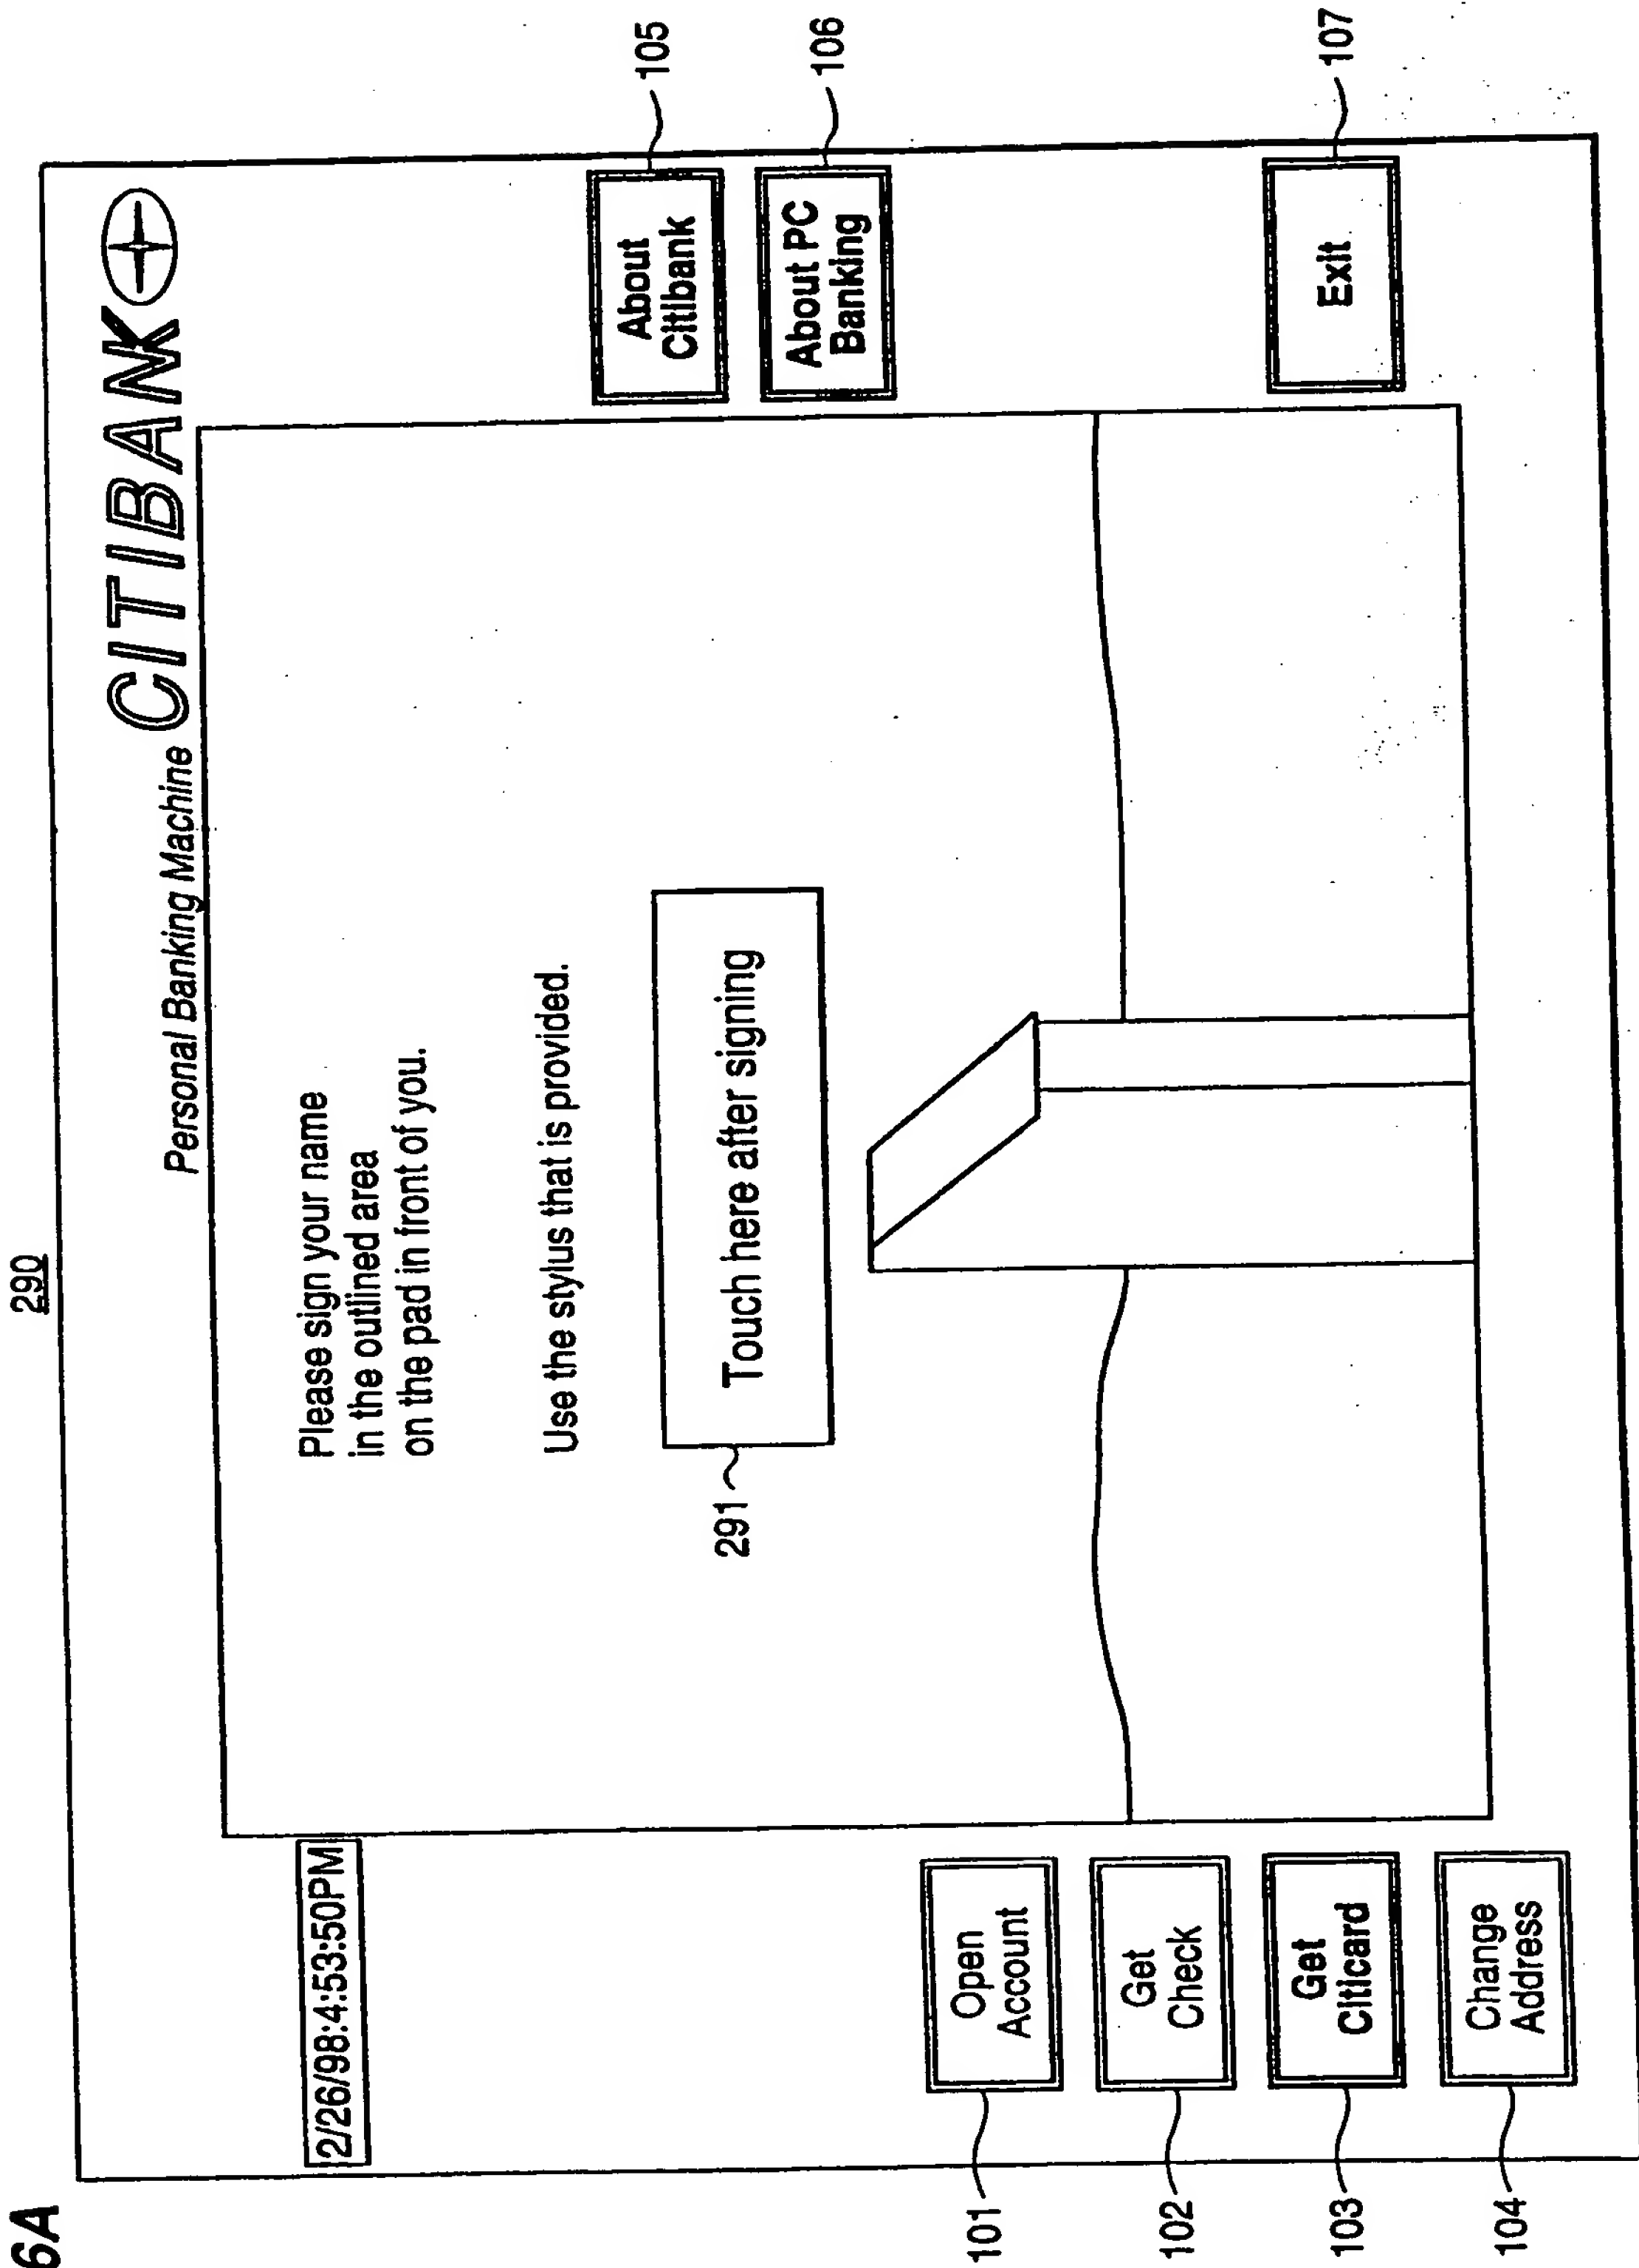 6A
290
Personal Banking Machine CITIBANK
2/26/98:4:53:50PM
Please sign your name
in the outlined area
on the pad in front of you.
Use the stylus that is provided.
291
Touch here after signing
About
Citibank
105
About PC
Banking
106
Exit
107
101
Open
Account
102
Get
Check
103
Get
Citicard
104
Change
Address